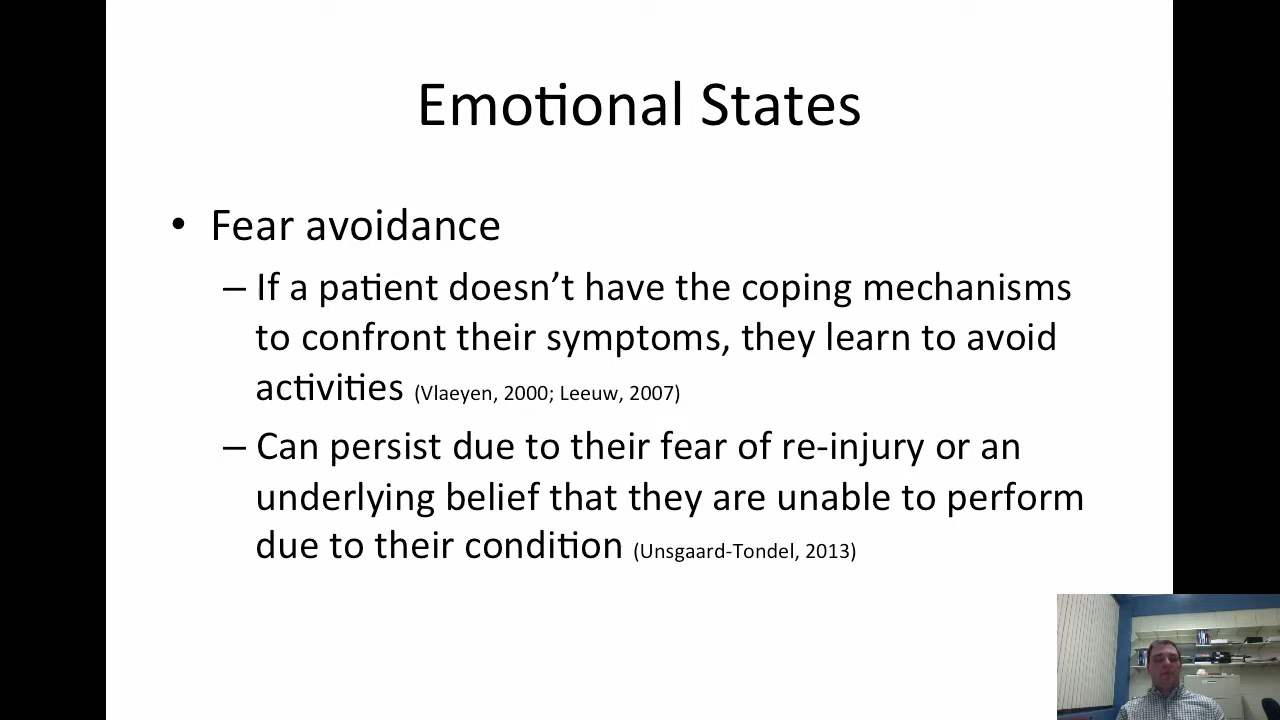 Emotional States
• Fear avoidance
– If a patient doesn’t have the coping mechanisms
to confront their symptoms, they learn to avoid
activities (Vlaeyen, 2000; Leeuw, 2007)
– Can persist due to their fear of re-injury or an
underlying belief that they are unable to perform
due to their condition (Unsgaard-Tondel, 2013)